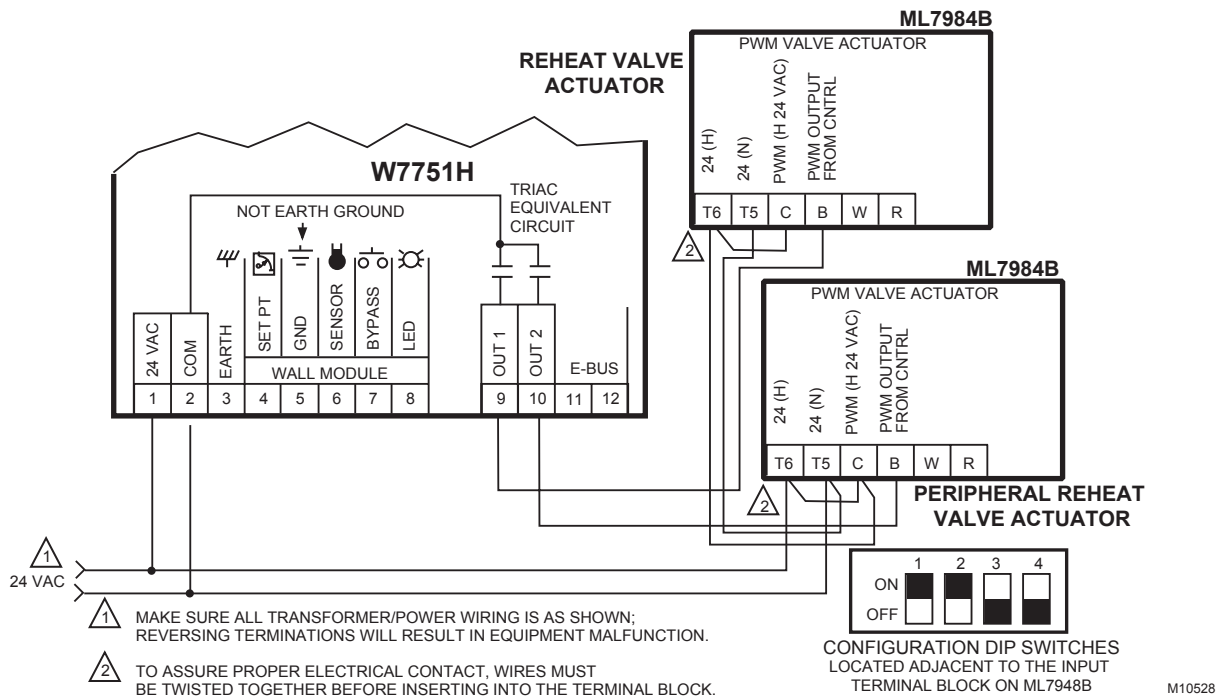 ML7984B
PWM VALVE ACTUATOR
REHEAT VALVE
ACTUATOR
24 (H)
24 (N)
PWM (H 24 VAC)
PWM OUTPUT
FROM CNTRL
T6 T5 C B W R
2
W7751H
TRIAC
EQUIVALENT
CIRCUIT
NOT EARTH GROUND
24 VAC
COM
EARTH
SET PT
GND
SENSOR
BYPASS
LED
WALL MODULE
OUT 1
OUT 2
E-BUS
1 2 3 4 5 6 7 8 9 10 11 12
ML7984B
PWM VALVE ACTUATOR
24 (H)
24 (N)
PWM (H 24 VAC)
PWM OUTPUT
FROM CNTRL
T6 T5 C B W R
2
PERIPHERAL REHEAT
VALVE ACTUATOR
1
24 VAC
1 2 3 4
ON
OFF
CONFIGURATION DIP SWITCHES
LOCATED ADJACENT TO THE INPUT
TERMINAL BLOCK ON ML7948B
1 MAKE SURE ALL TRANSFORMER/POWER WIRING IS AS SHOWN;
REVERSING TERMINATIONS WILL RESULT IN EQUIPMENT MALFUNCTION.
2 TO ASSURE PROPER ELECTRICAL CONTACT, WIRES MUST
BE TWISTED TOGETHER BEFORE INSERTING INTO THE TERMINAL BLOCK.
M10528